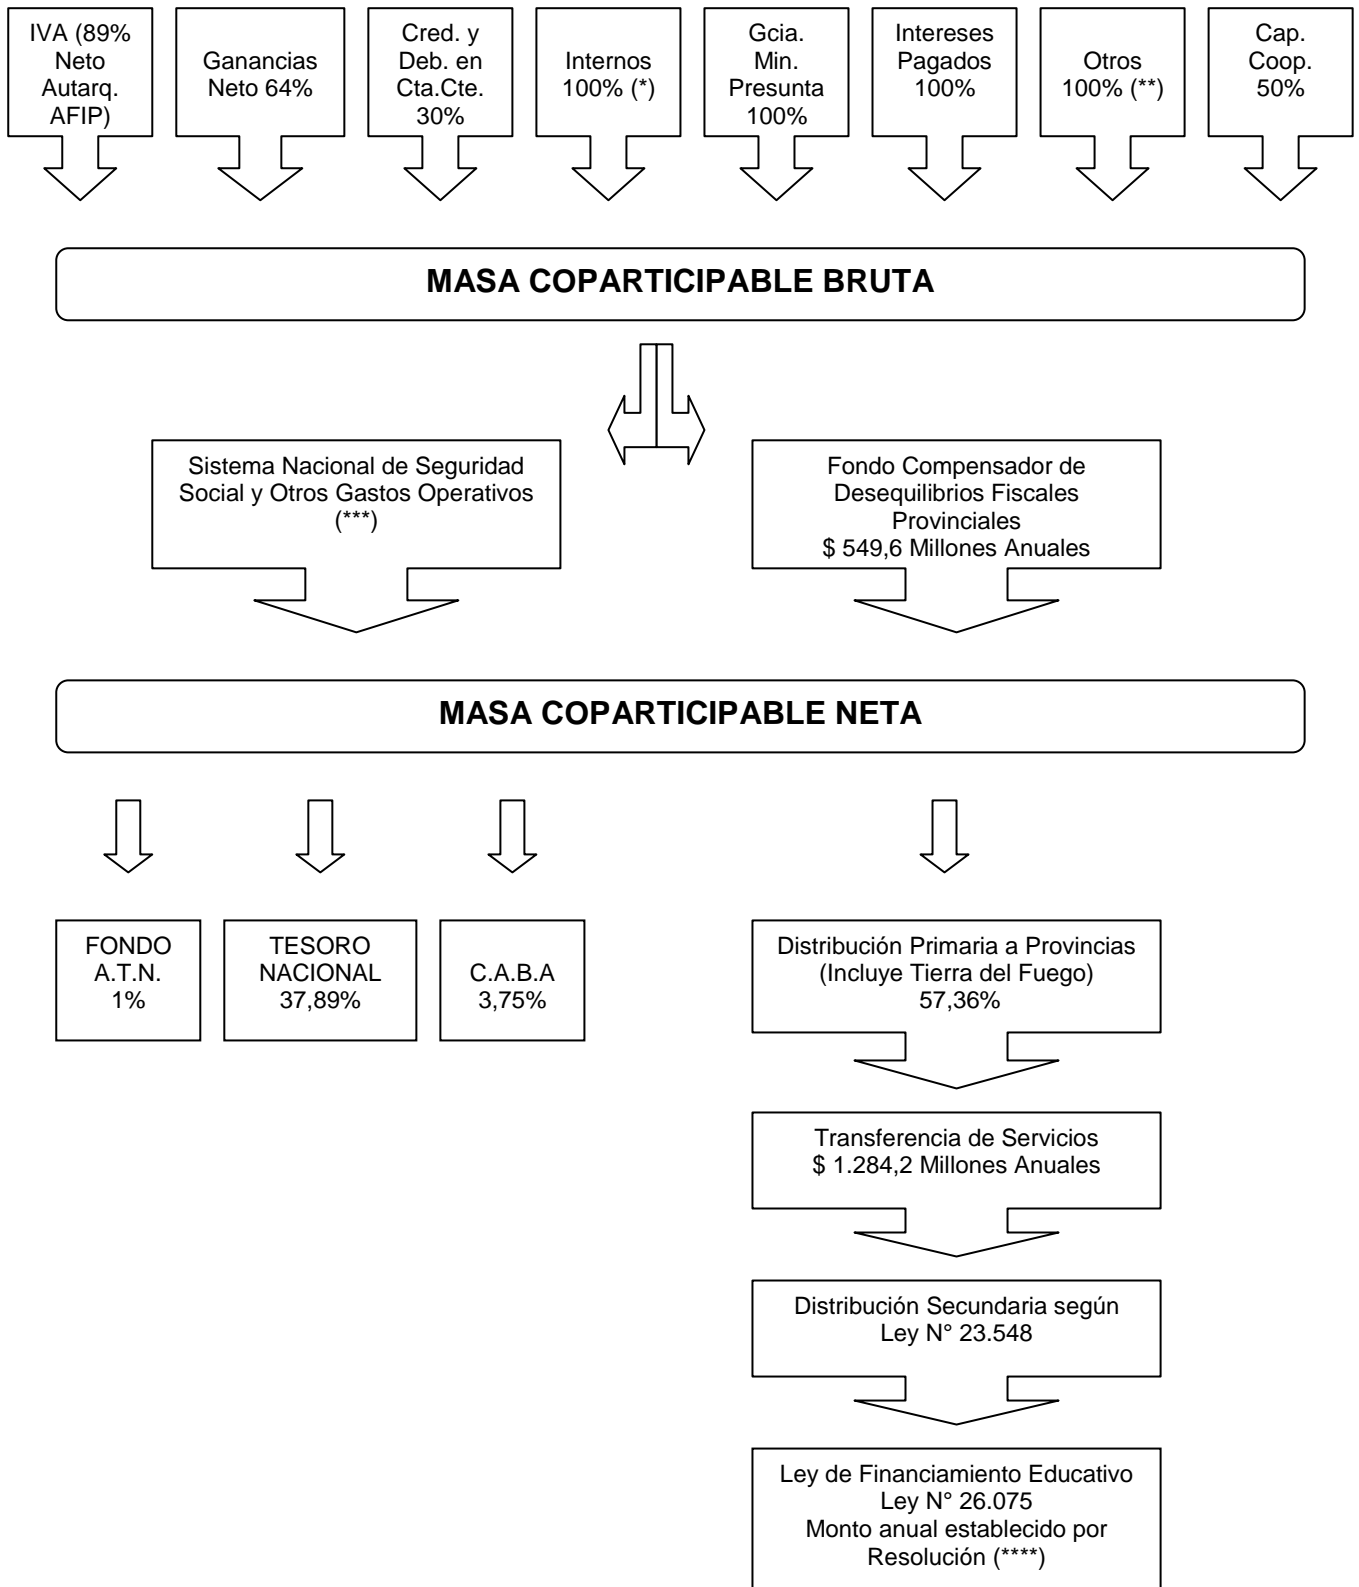 IVA (89%
Neto
Autarq.
AFIP)
Ganancias
Neto 64%
Cred. y
Deb. en
Cta.Cte.
30%
Internos
100% (*)
Gcia.
Min.
Presunta
100%
Intereses
Pagados
100%
Otros
100% (**)
Cap.
Coop.
50%
MASA COPARTICIPABLE BRUTA
Sistema Nacional de Seguridad
Social y Otros Gastos Operativos
(***)
Fondo Compensador de
Desequilibrios Fiscales
Provinciales
$ 549,6 Millones Anuales
MASA COPARTICIPABLE NETA
FONDO
A.T.N.
1%
TESORO
NACIONAL
37,89%
C.A.B.A
3,75%
Distribución Primaria a Provincias
(Incluye Tierra del Fuego)
57,36%
Transferencia de Servicios
$ 1.284,2 Millones Anuales
Distribución Secundaria según
Ley N° 23.548
Ley de Financiamiento Educativo
Ley N° 26.075
Monto anual establecido por
Resolución (****)